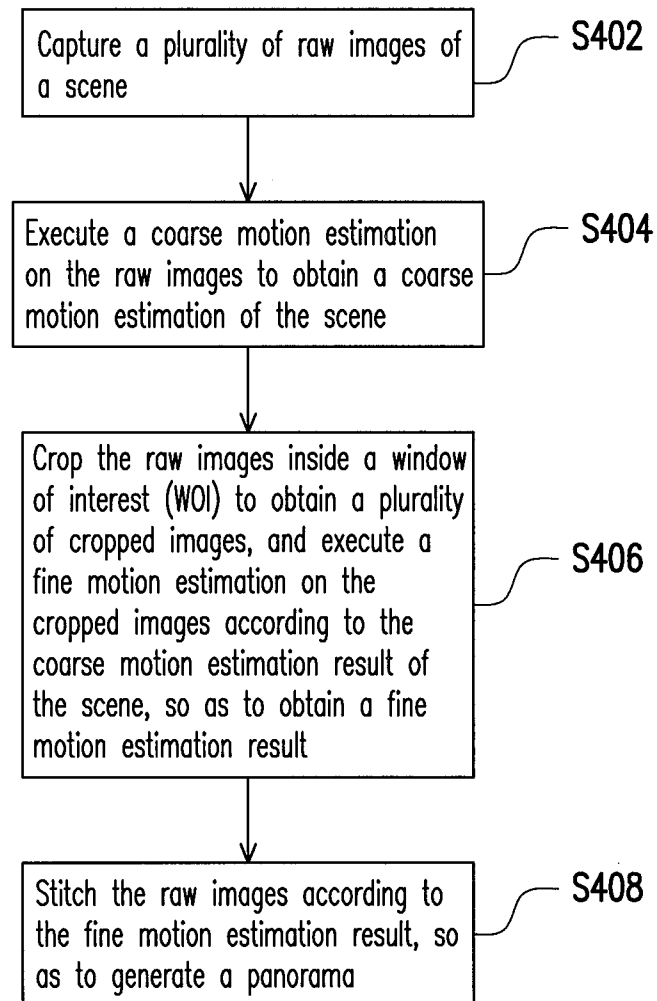 Capture a plurality of raw images of
a scene
S402
Execute a coarse motion estimation
on the raw images to obtain a coarse
motion estimation of the scene
S404
Crop the raw images inside a window
of interest (WOI) to obtain a plurality
of cropped images, and execute a
fine motion estimation on the
cropped images according to the
coarse motion estimation result of
the scene, so as to obtain a fine
motion estimation result
S406
Stitch the raw images according to
the fine motion estimation result, so
as to generate a panorama
S408